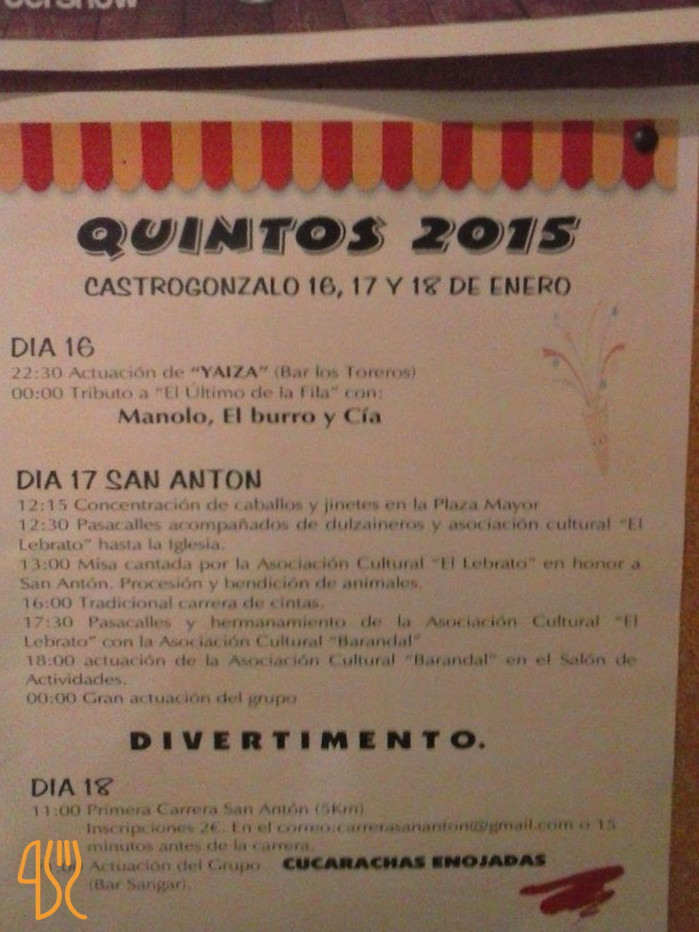 QUINTOS 2015
CASTROGONZALO 16, 17 Y 18 DE ENERO
DIA 16
22:30 Actuación de "YAIZA" (Bar los Toreros)
00:00 Tributo a "El Último de la Fila" con:
Manolo, El burro y Cía
DIA 17 SAN ANTON
12:15 Concentración de caballos y jinetes en la Plaza Mayor
12:30 Pasacalles acompañados de dulzaineros y asociación cultural "El
Lebrato" hasta la Iglesia.
13:00 Misa cantada por la Asociación Cultural "El Lebrato" en honor a
San Antón. Procesión y bendición de animales.
16:00 Tradicional carrera de cintas.
17:30 Pasacalles y hermanamiento de la Asociación Cultural "El
Lebrato" con la Asociación Cultural "Barandal"
18:00 actuación de la Asociación Cultural "Barandal" en el Salón de
Actividades.
00:00 Gran actuación del grupo
DIVERTIMENTO.
DIA 18
11:00 Primera Carrera San Antón (5Km)
Inscripciones 2€. En el correo:carrerasananton@gmail.com o 15
minutos antes de la carrera.
Actuación del Grupo CUCARACHAS ENOJADAS
(Bar Sangar).